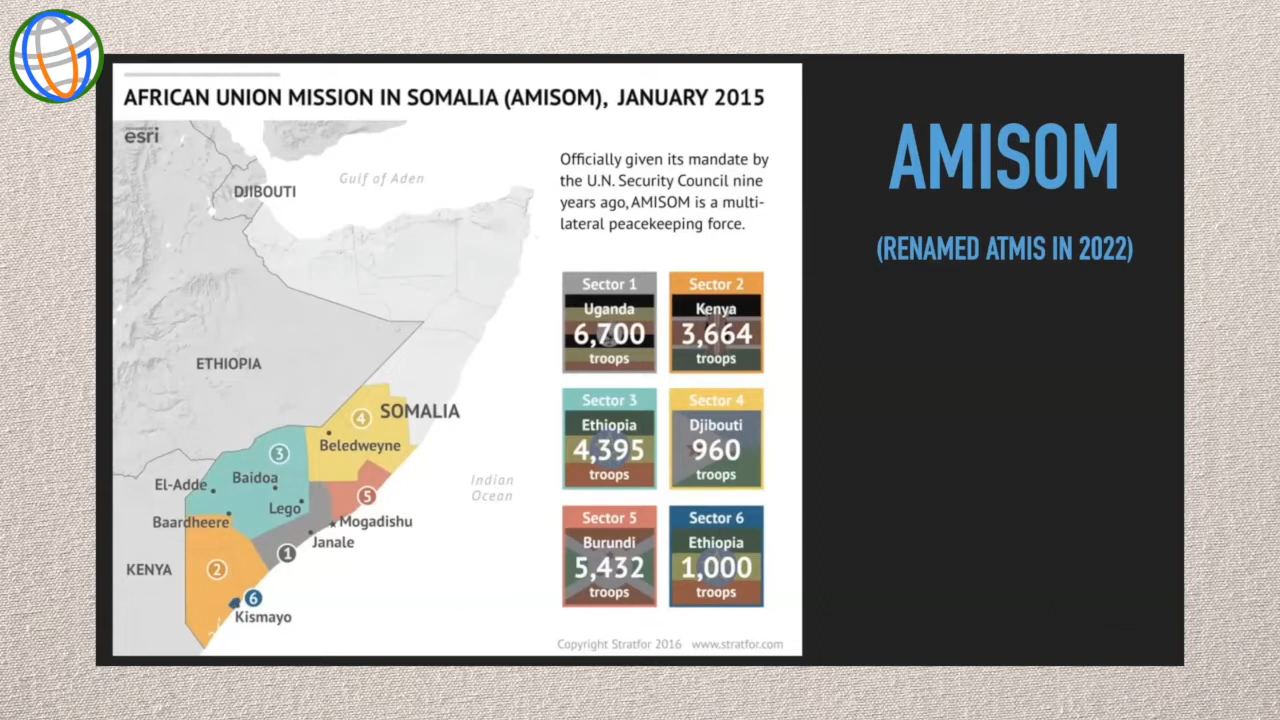 AFRICAN UNION MISSION IN SOMALIA (AMISOM), JANUARY 2015
esri
Officially given its mandate by
the U.N. Security Council nine
years ago, AMISOM is a multi-
lateral peacekeeping force.
DJIBOUTI
Gulf of Aden
ETHIOPIA
SOMALIA
4
Beledweyne
3
El-Adde
Baidoa
Lego
5
Baardheere
Mogadishu
Janale
1
KENYA
2
6
Kismayo
Indian
Ocean
Sector 1
Uganda
6,700
troops
Sector 2
Kenya
3,664
troops
Sector 3
Ethiopia
4,395
troops
Sector 4
Djibouti
960
troops
Sector 5
Burundi
5,432
troops
Sector 6
Ethiopia
1,000
troops
Copyright Stratfor 2016 www.stratfor.com
AMISOM
(RENAMED ATMIS IN 2022)